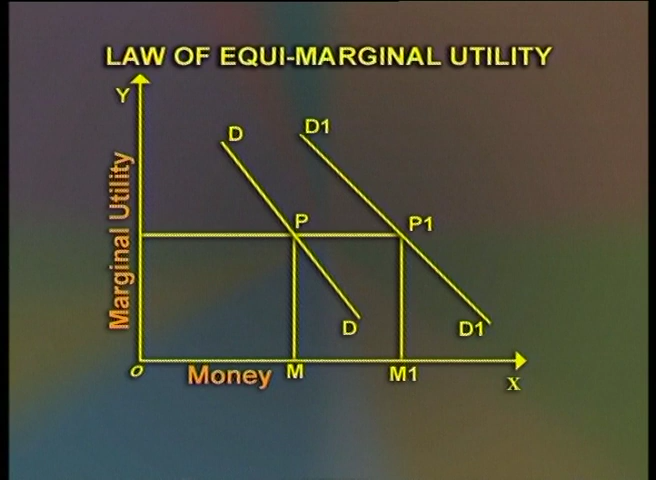 LAW OF EQUI-MARGINAL UTILITY
Y
D
D1
Marginal Utility
P
P1
D
D1
O
Money
M
M1
X